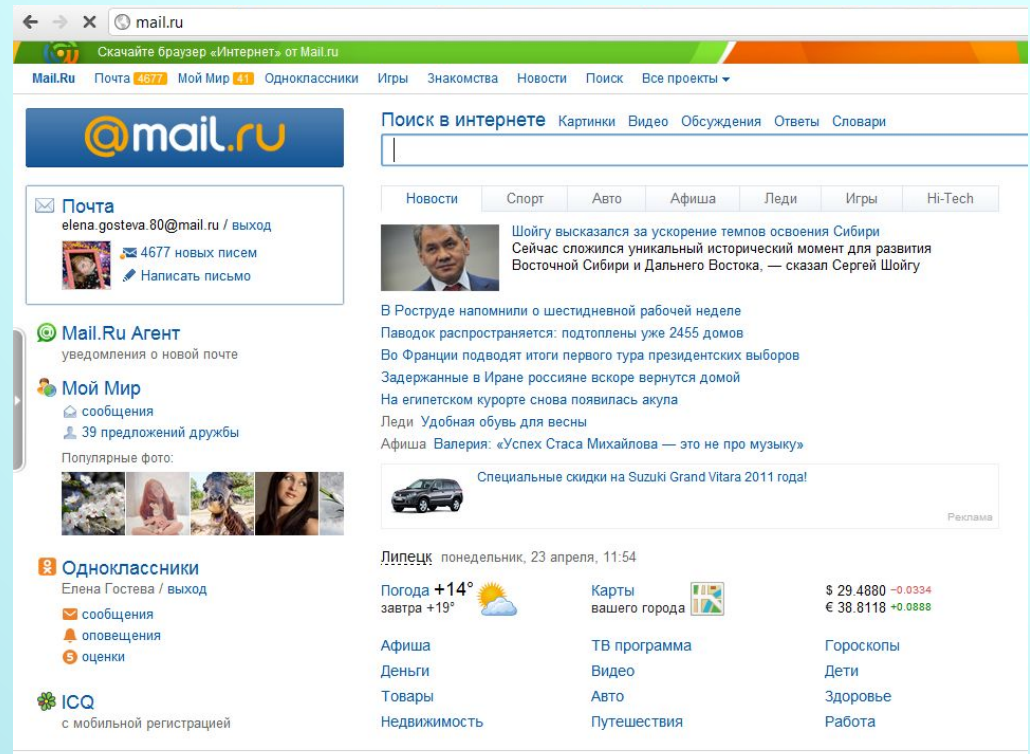 mail.ru
Скачайте браузер «Интернет» от Mail.ru
Mail.Ru Почта 4677 Мой Мир 41 Одноклассники Игры Знакомства Новости Поиск Все проекты
@mail.ru
Поиск в интернете Картинки Видео Обсуждения Ответы Словари
Почта
elena.gosteva.80@mail.ru / выход
4677 новых писем
Написать письмо
Mail.Ru Агент
уведомления о новой почте
Мой Мир
сообщения
39 предложений дружбы
Популярные фото:
Одноклассники
Елена Гостева / выход
сообщения
оповещения
5 оценки
ICQ
с мобильной регистрацией
Новости Спорт Авто Афиша Леди Игры Hi-Tech
Шойгу высказался за ускорение темпов освоения Сибири
Сейчас сложился уникальный исторический момент для развития
Восточной Сибири и Дальнего Востока, — сказал Сергей Шойгу
В Роструде напомнили о шестидневной рабочей неделе
Паводок распространяется: подтоплены уже 2455 домов
Во Франции подводят итоги первого тура президентских выборов
Задержанные в Иране россияне вскоре вернутся домой
На египетском курорте снова появилась акула
Леди Удобная обувь для весны
Афиша Валерия: «Успех Стаса Михайлова — это не про музыку»
Специальные скидки на Suzuki Grand Vitara 2011 года!
Реклама
Липецк понедельник, 23 апреля, 11:54
Погода +14°
завтра +19°
Карты
вашего города
$ 29.4880 -0.0334
€ 38.8118 +0.0888
Афиша ТВ программа Гороскопы
Деньги Видео Дети
Товары Авто Здоровье
Недвижимость Путешествия Работа